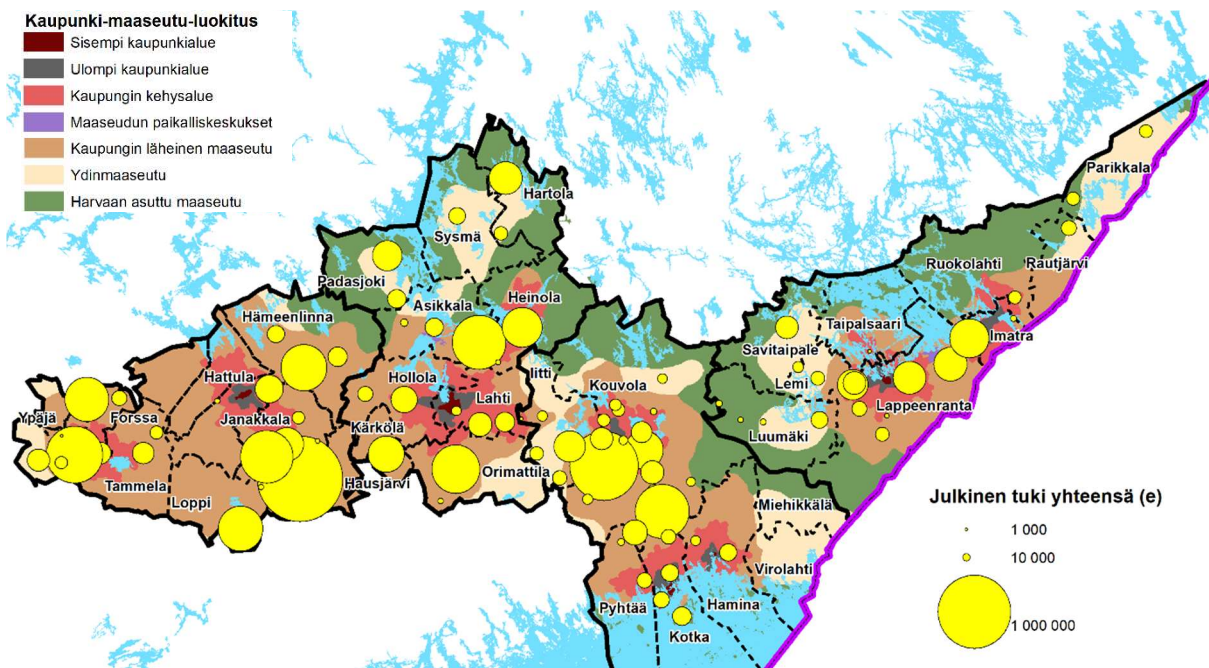 Kaupunki-maaseutu-luokitus
Sisempi kaupunkialue
Ulompi kaupunkialue
Kaupungin kehysalue
Maaseudun paikalliskeskukset
Kaupungin läheinen maaseutu
Ydinmaaseutu
Harvaan asuttu maaseutu
Parikkala
Hartola
Sysmä
Ruokolahti
Rautjärvi
Padasjoki
Asikkala
Heinola
Hämeenlinna
Taipalsaari
Imatra
Savitaipale
Iitti
Kouvola
Lemi
Hattula
Hollola
Lahti
Lappeenranta
Ypäjä
Forssa
Janakkala
Kärkölä
Luumäki
Tammela
Loppi
Hausjärvi
Orimattila
Miehikkälä
Virolahti
Pyhtää
Hamina
Kotka
Julkinen tuki yhteensä (e)
1 000
10 000
1 000 000